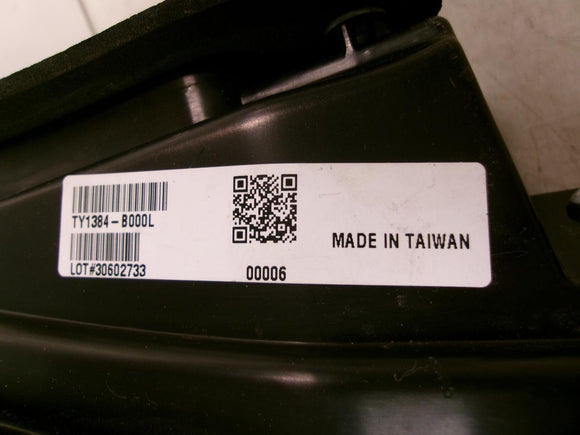 TY1384-B000L
LOT#30602733
00006
MADE IN TAIWAN